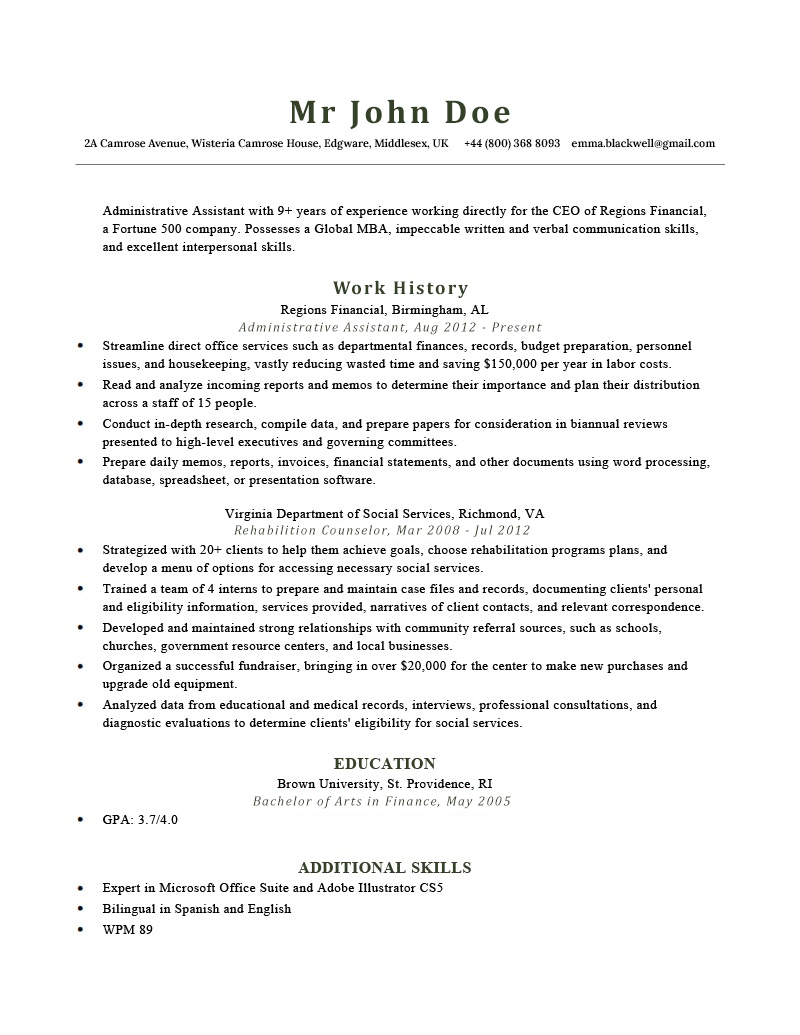 Mr John Doe
2A Camrose Avenue, Wisteria Camrose House, Edgware, Middlesex, UK +44 (800) 368 8093 emma.blackwell@gmail.com
Administrative Assistant with 9+ years of experience working directly for the CEO of Regions Financial,
a Fortune 500 company. Possesses a Global MBA, impeccable written and verbal communication skills,
and excellent interpersonal skills.
Work History
Regions Financial, Birmingham, AL
Administrative Assistant, Aug 2012 - Present
• Streamline direct office services such as departmental finances, records, budget preparation, personnel
issues, and housekeeping, vastly reducing wasted time and saving $150,000 per year in labor costs.
• Read and analyze incoming reports and memos to determine their importance and plan their distribution
across a staff of 15 people.
• Conduct in-depth research, compile data, and prepare papers for consideration in biannual reviews
presented to high-level executives and governing committees.
• Prepare daily memos, reports, invoices, financial statements, and other documents using word processing,
database, spreadsheet, or presentation software.
Virginia Department of Social Services, Richmond, VA
Rehabilition Counselor, Mar 2008 - Jul 2012
• Strategized with 20+ clients to help them achieve goals, choose rehabilitation programs plans, and
develop a menu of options for accessing necessary social services.
• Trained a team of 4 interns to prepare and maintain case files and records, documenting clients' personal
and eligibility information, services provided, narratives of client contacts, and relevant correspondence.
• Developed and maintained strong relationships with community referral sources, such as schools,
churches, government resource centers, and local businesses.
• Organized a successful fundraiser, bringing in over $20,000 for the center to make new purchases and
upgrade old equipment.
• Analyzed data from educational and medical records, interviews, professional consultations, and
diagnostic evaluations to determine clients' eligibility for social services.
EDUCATION
Brown University, St. Providence, RI
Bachelor of Arts in Finance, May 2005
• GPA: 3.7/4.0
ADDITIONAL SKILLS
• Expert in Microsoft Office Suite and Adobe Illustrator CS5
• Bilingual in Spanish and English
• WPM 89